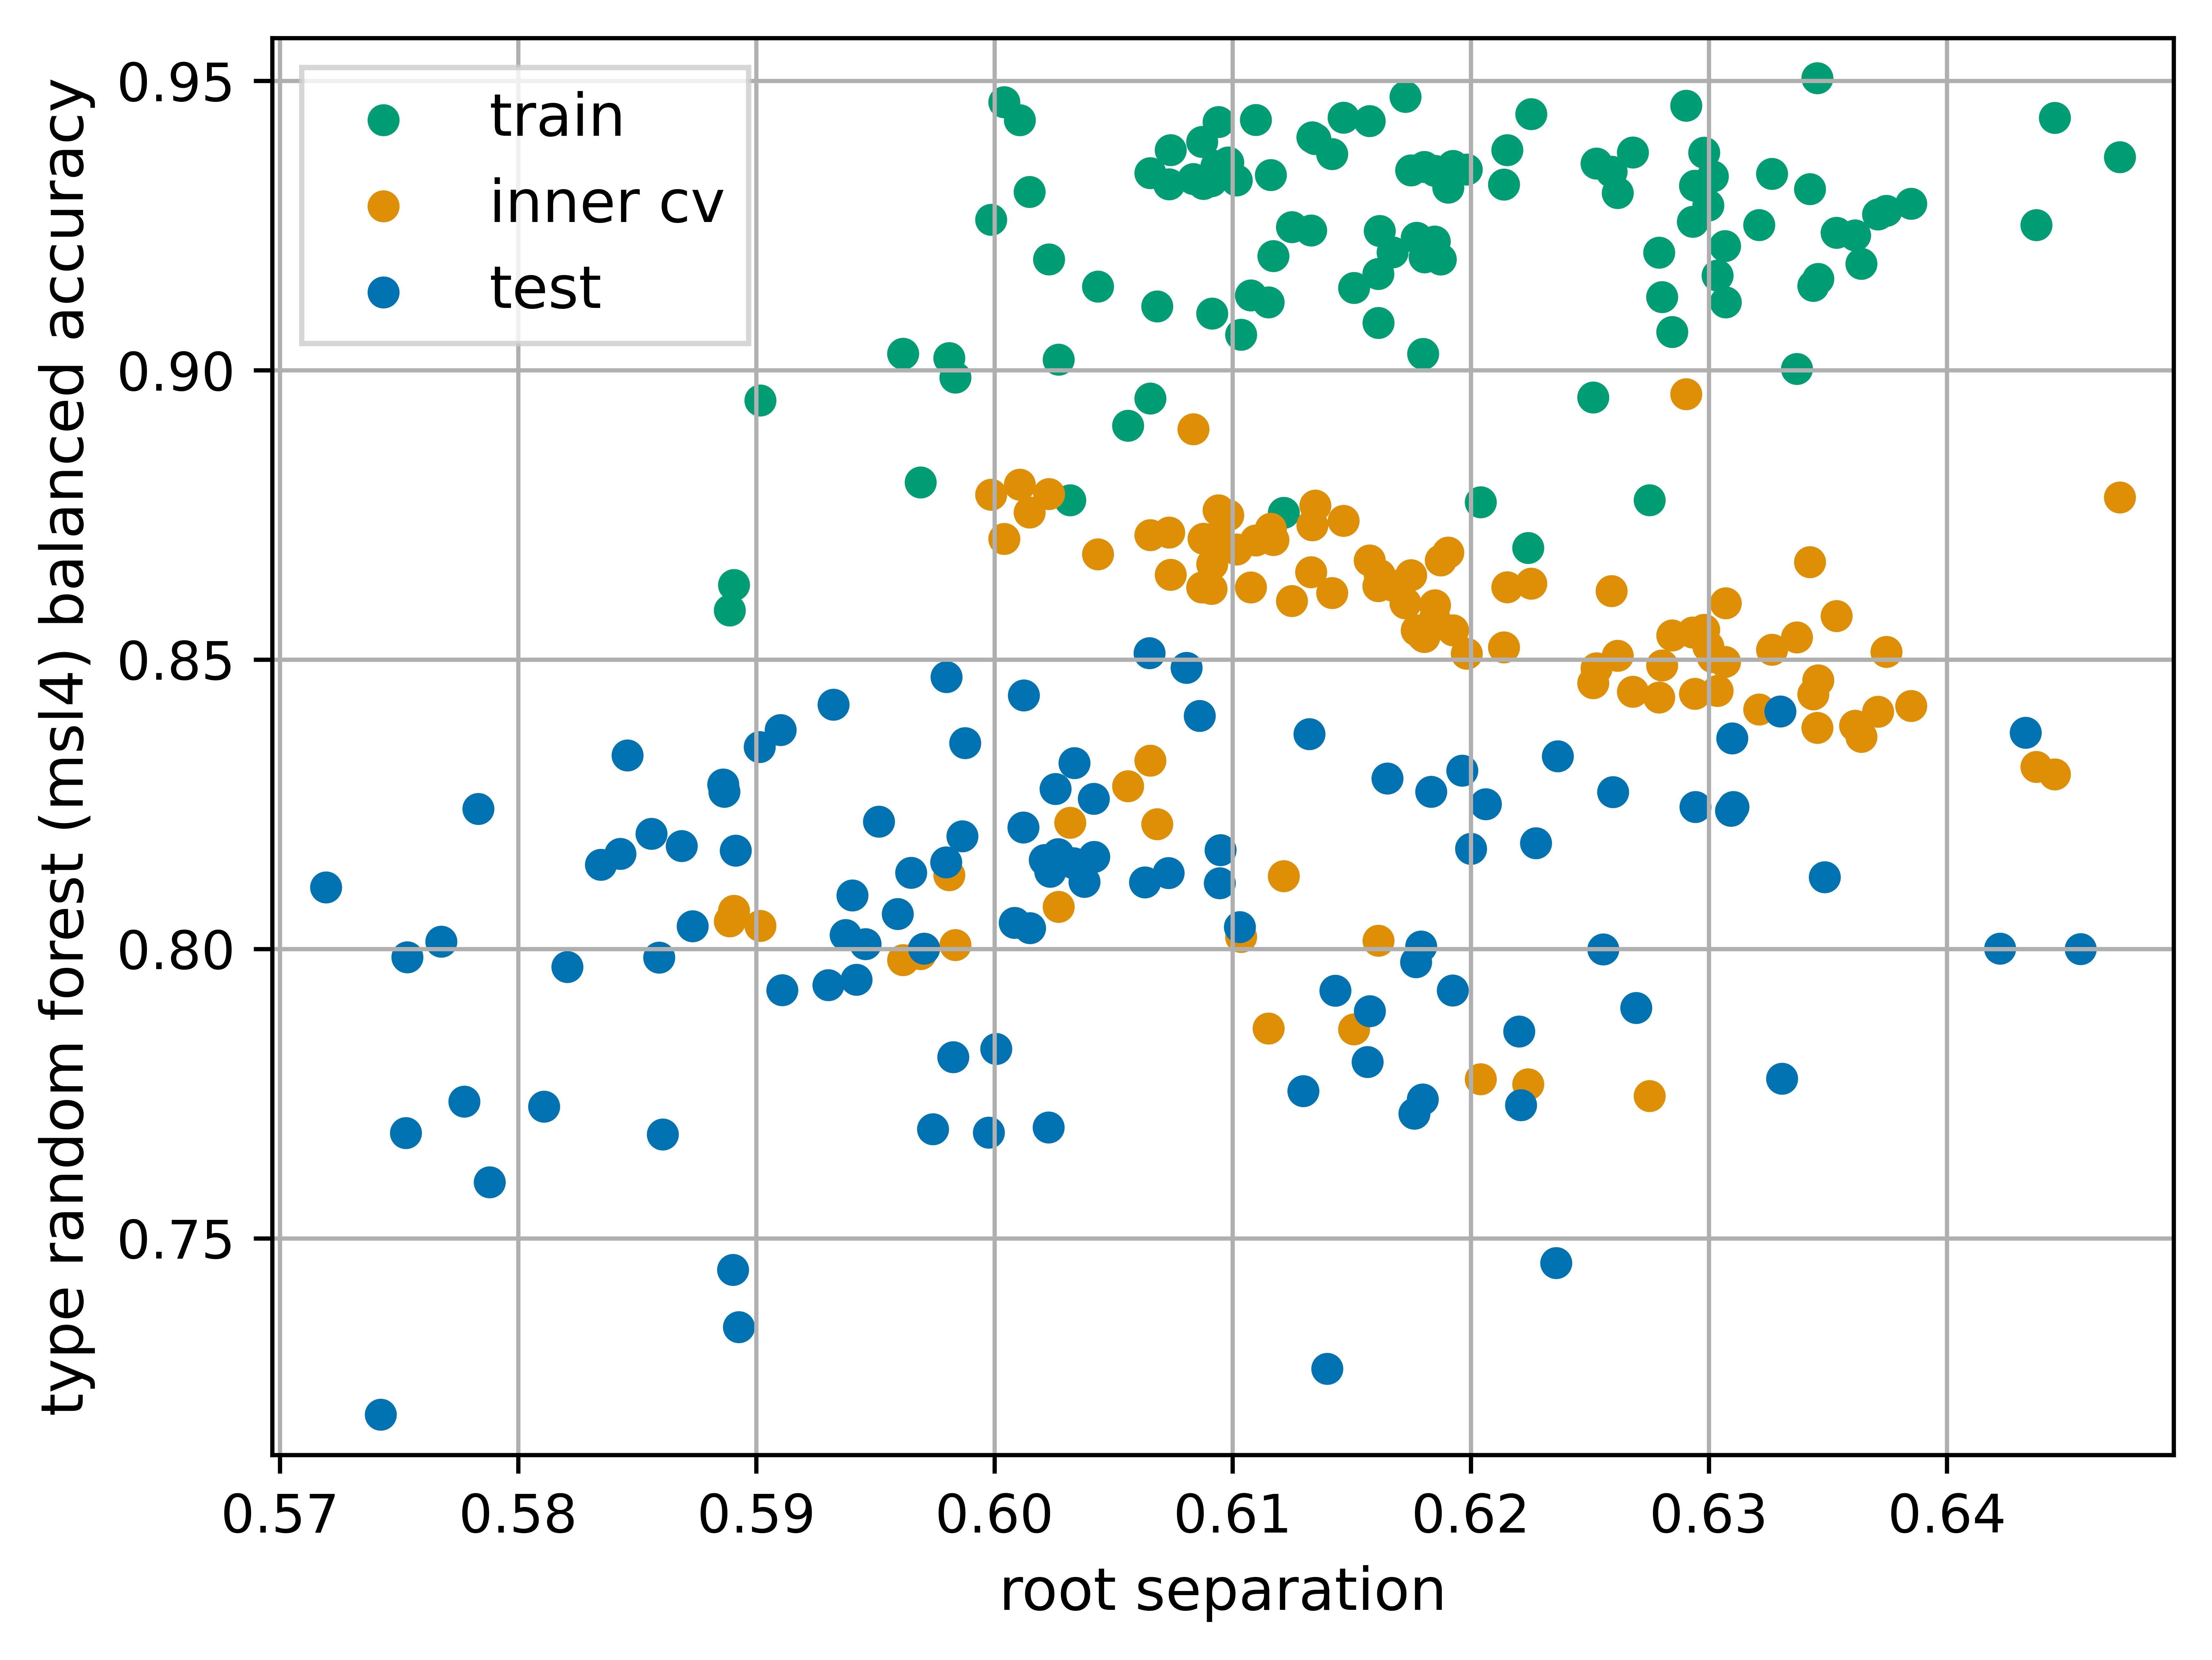 train
inner cv
test
type random forest (msl4) balanced accuracy
0.95
0.90
0.85
0.80
0.75
0.57 0.58 0.59 0.60 0.61 0.62 0.63 0.64
root separation